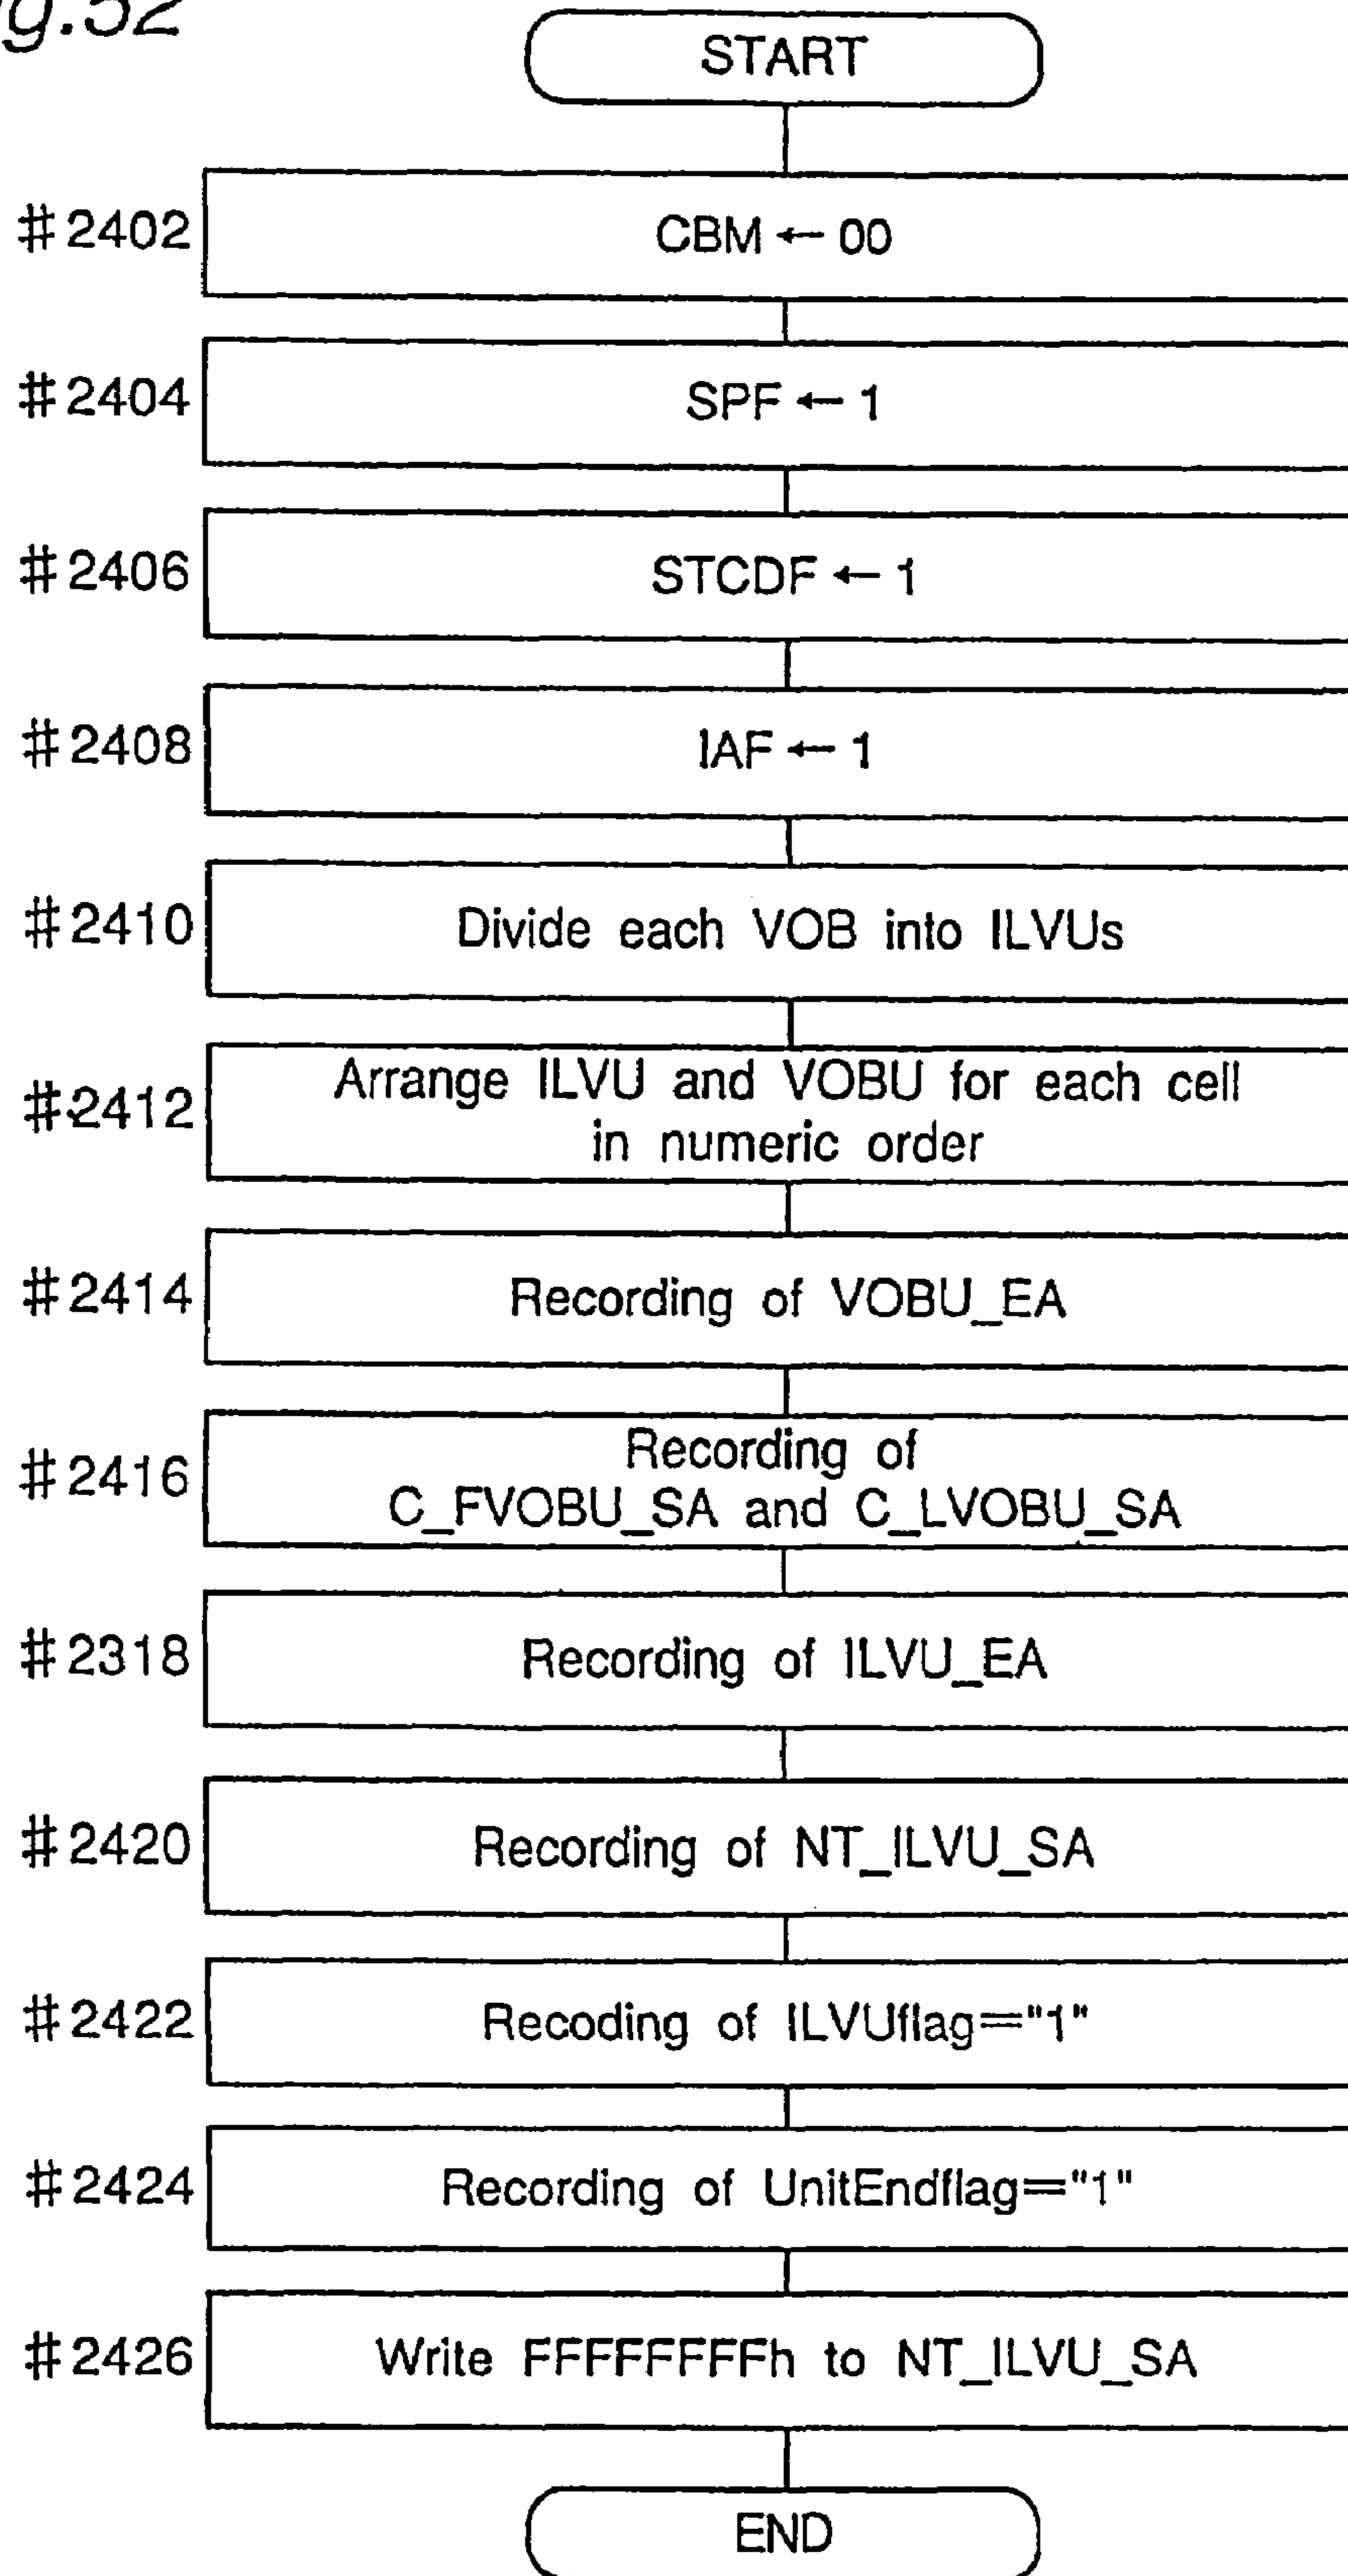 g.52
START
#2402 CBM ← 00
#2404 SPF ← 1
#2406 STCDF ← 1
#2408 IAF ← 1
#2410 Divide each VOB into ILVUs
#2412 Arrange ILVU and VOBU for each cell
in numeric order
#2414 Recording of VOBU_EA
#2416 Recording of
C_FVOBU_SA and C_LVOBU_SA
#2318 Recording of ILVU_EA
#2420 Recording of NT_ILVU_SA
#2422 Recoding of ILVUflag="1"
#2424 Recording of UnitEndflag="1"
#2426 Write FFFFFFFFh to NT_ILVU_SA
END